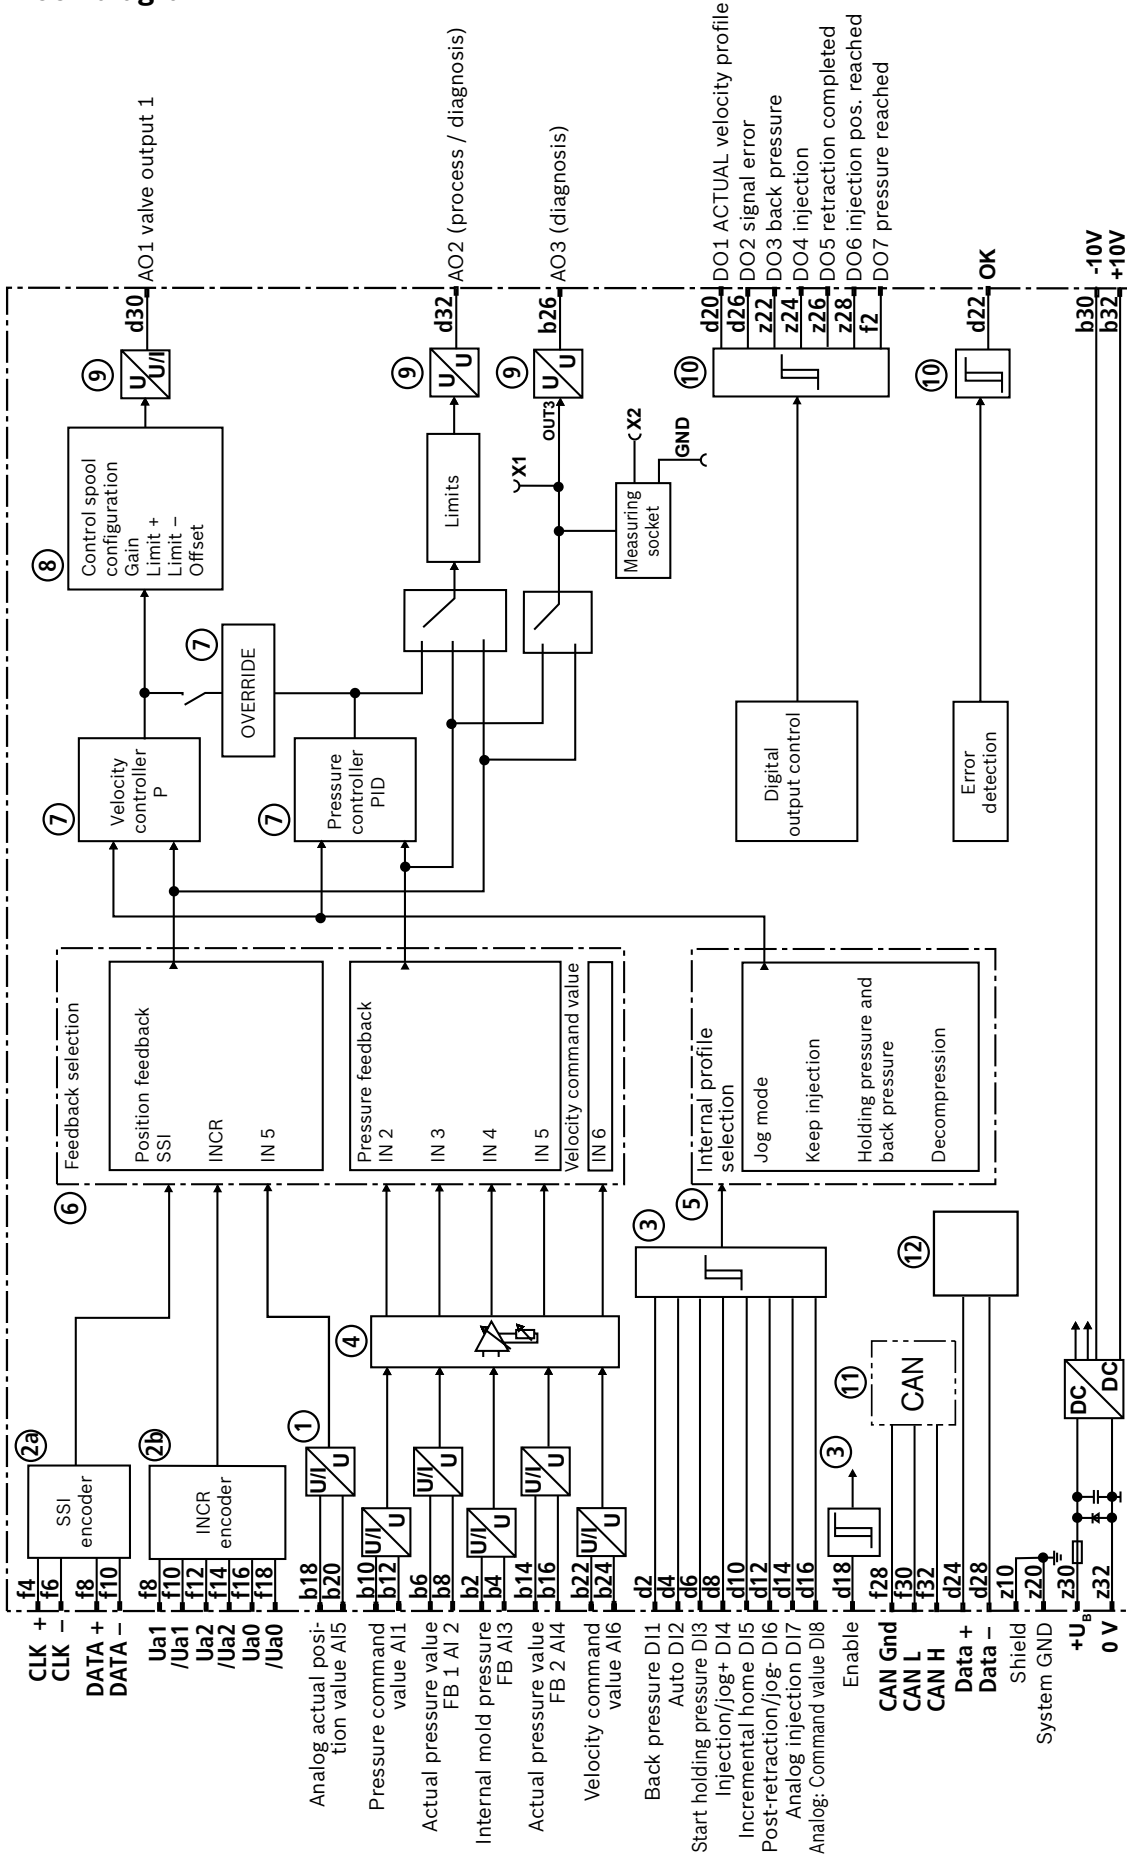 CLK + f4
CLK – f6
DATA + f8
DATA – f10
SSI
encoder
2a
Ua1 f8
/Ua1 f10
Ua2 f12
/Ua2 f14
Ua0 f16
/Ua0 f18
INCR
encoder
2b
Analog actual posi-
tion value AI5
b18
b20
U/I
U
1
Pressure command
value AI1
b10
b12
U/I
U
Actual pressure value
FB 1 AI 2
b6
b8
U/I
U
Internal mold pressure
FB AI3
b2
b4
U/I
U
Actual pressure value
FB 2 AI4
b14
b16
U/I
U
Velocity command
value AI6
b22
b24
U/I
U
4
Back pressure DI1 d2
Auto DI2 d4
Start holding pressure DI3 d6
Injection/jog+ DI4 d8
Incremental home DI5 d10
Post-retraction/jog- DI6 d12
Analog injection DI7 d14
Analog: Command value DI8 d16
3
Enable d18
3
CAN Gnd f28
CAN L f30
CAN H f32
CAN
11
Data + d24
Data – d28
12
Shield z10
System GND z20
+UB z30
0 V z32
DC
DC
6
Feedback selection
Position feedback
SSI
INCR
IN 5
Pressure feedback
IN 2
IN 3
IN 4
IN 5
Velocity command value
IN 6
5
Internal profile
selection
Jog mode
Keep injection
Holding pressure and
back pressure
Decompression
7
Velocity
controller
P
7
Pressure
controller
PID
7
OVERRIDE
8
Control spool
configuration
Gain
Limit +
Limit –
Offset
Limits
X1
OUT3
Measuring
socket
X2
GND
Digital
output control
Error
detection
9
U
U/I
d30 AO1 valve output 1
9
U
U
d32 AO2 (process / diagnosis)
9
U
U
b26 AO3 (diagnosis)
10
d20 DO1 ACTUAL velocity profile
d26 DO2 signal error
z22 DO3 back pressure
z24 DO4 injection
z26 DO5 retraction completed
z28 DO6 injection pos. reached
f2 DO7 pressure reached
10
d22 OK
b30 -10V
b32 +10V